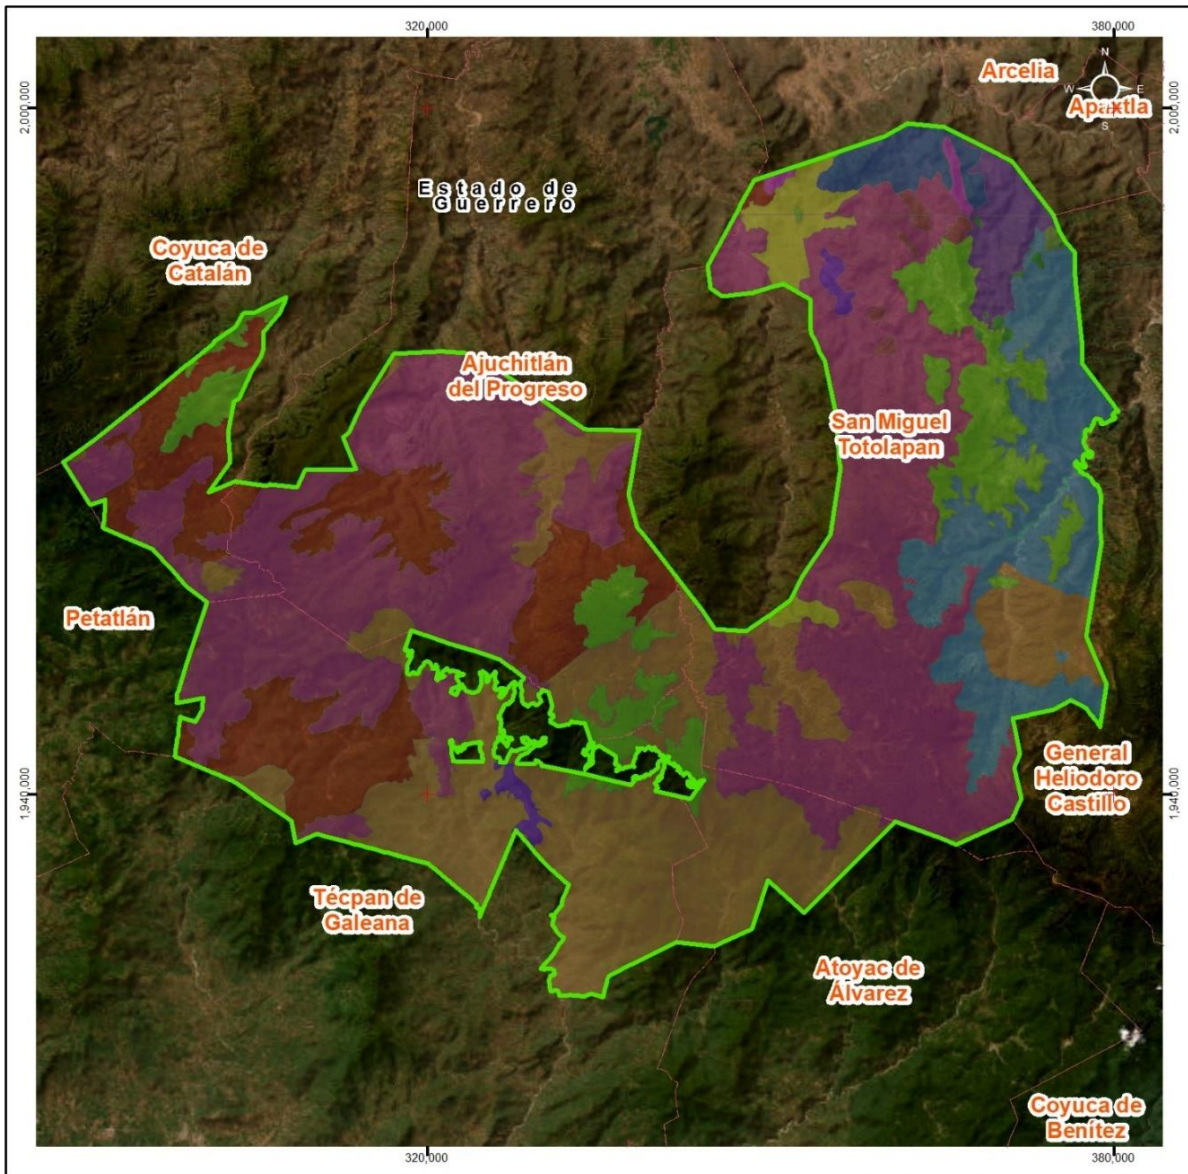 320,000
380,000
Arcelia
N
W
E
S
2,000,000
Apaxtla
2,000,000
Estado de
Guerrero
Coyuca de
Catalán
Ajuchitlán
del Progreso
San Miguel
Totolapan
Petatlán
General
Heliodoro
Castillo
1,940,000
1,940,000
Técpan de
Galeana
Atoyac de
Álvarez
Coyuca de
Benítez
320,000
380,000